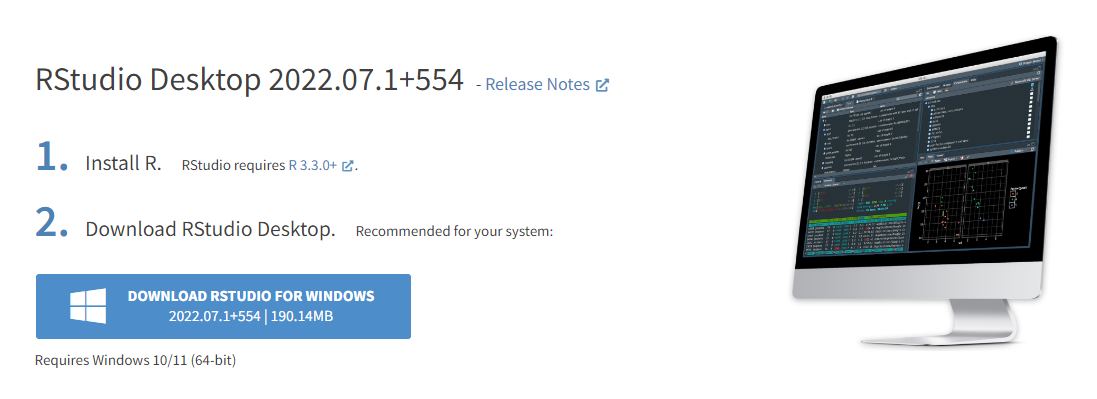 RStudio Desktop 2022.07.1+554 - Release Notes
1. Install R. RStudio requires R 3.3.0+.
2. Download RStudio Desktop. Recommended for your system:
DOWNLOAD RSTUDIO FOR WINDOWS
2022.07.1+554 | 190.14MB
Requires Windows 10/11 (64-bit)